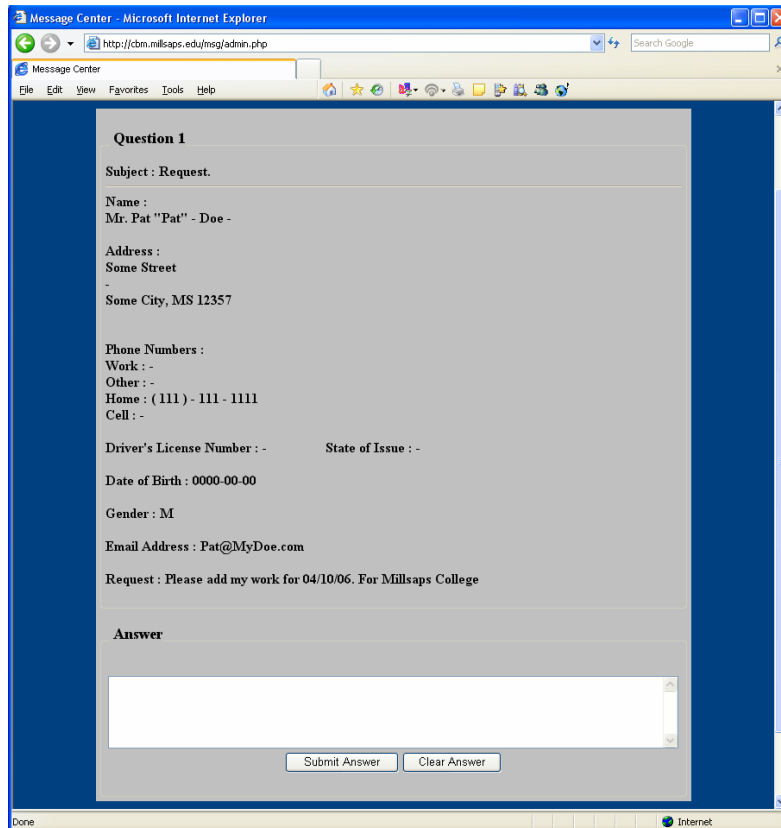 Message Center - Microsoft Internet Explorer
http://cbm.millsaps.edu/msg/admin.php
Search Google
Message Center
File Edit View Favorites Tools Help
Question 1
Subject : Request.
Name :
Mr. Pat "Pat" - Doe -
Address :
Some Street
-
Some City, MS 12357
Phone Numbers :
Work : -
Other : -
Home : ( 111 ) - 111 - 1111
Cell : -
Driver's License Number : - State of Issue : -
Date of Birth : 0000-00-00
Gender : M
Email Address : Pat@MyDoe.com
Request : Please add my work for 04/10/06. For Millsaps College
Answer
Submit Answer Clear Answer
Done Internet